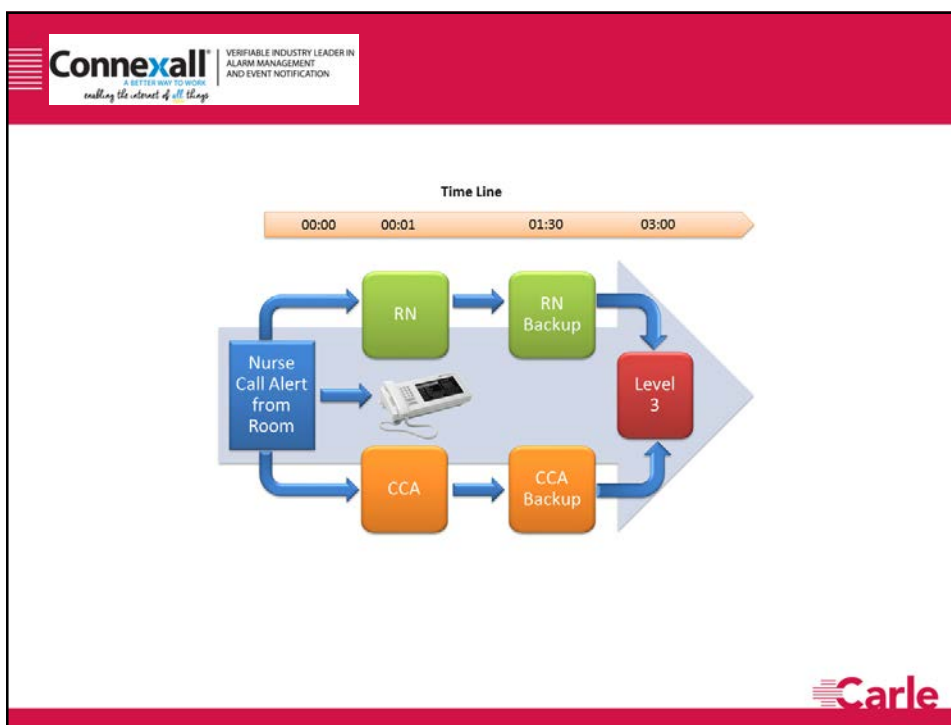 Connexall®
A BETTER WAY TO WORK
enabling the internet of all things
VERIFIABLE INDUSTRY LEADER IN
ALARM MANAGEMENT
AND EVENT NOTIFICATION
Time Line
00:00 00:01 01:30 03:00
RN
RN
Backup
Nurse
Call Alert
from
Room
Level
3
CCA
CCA
Backup
Carle